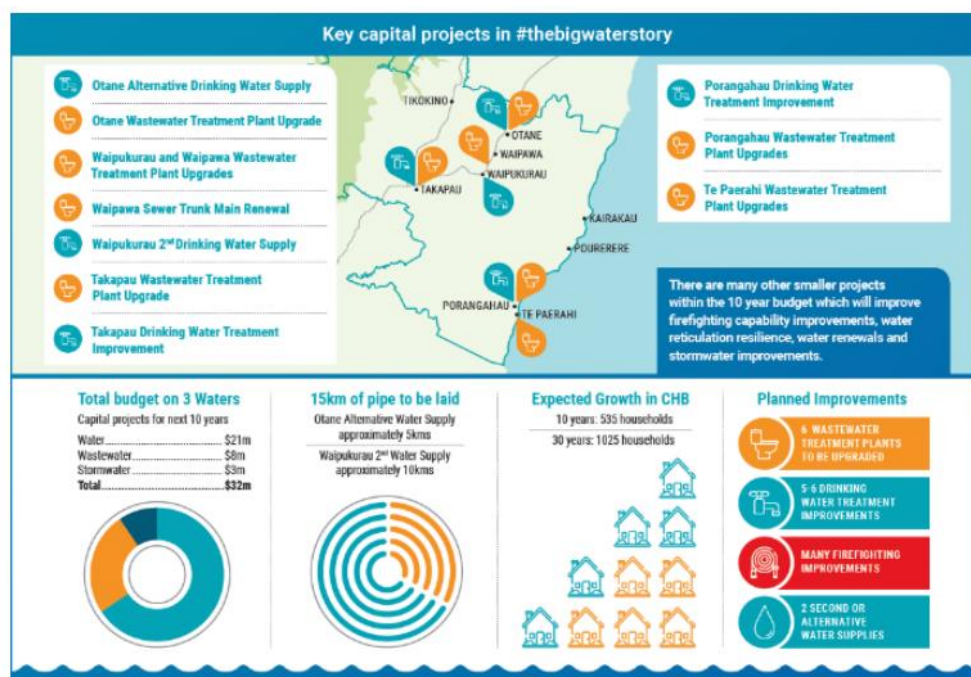 Key capital projects in #thebigwaterstory
Otane Alternative Drinking Water Supply
Otane Wastewater Treatment Plant Upgrade
Waipukurau and Waipawa Wastewater
Treatment Plant Upgrades
Waipawa Sewer Trunk Main Renewal
Waipukurau 2nd Drinking Water Supply
Takapau Wastewater Treatment
Plant Upgrade
Takapau Drinking Water Treatment
Improvement
TIKOKINO
OTANE
WAIPAWA
WAIPUKURAU
TAKAPAU
KAIRAKAU
POURERERE
PORANGAHAU
TE PAERAHI
Porangahau Drinking Water
Treatment Improvement
Porangahau Wastewater Treatment
Plant Upgrades
Te Paerahi Wastewater Treatment
Plant Upgrades
There are many other smaller projects
within the 10 year budget which will improve
firefighting capability improvements, water
reticulation resilience, water renewals and
stormwater improvements.
Total budget on 3 Waters
Capital projects for next 10 years
Water ............ $21m
Wastewater ............ $8m
Stormwater ............ $3m
Total ............ $32m
15km of pipe to be laid
Otane Alternative Water Supply
approximately 5kms
Waipukurau 2nd Water Supply
approximately 10kms
Expected Growth in CHB
10 years: 535 households
30 years: 1025 households
Planned Improvements
6 WASTEWATER
TREATMENT PLANTS
TO BE UPGRADED
5-6 DRINKING
WATER TREATMENT
IMPROVEMENTS
MANY FIREFIGHTING
IMPROVEMENTS
2 SECOND OR
ALTERNATIVE
WATER SUPPLIES